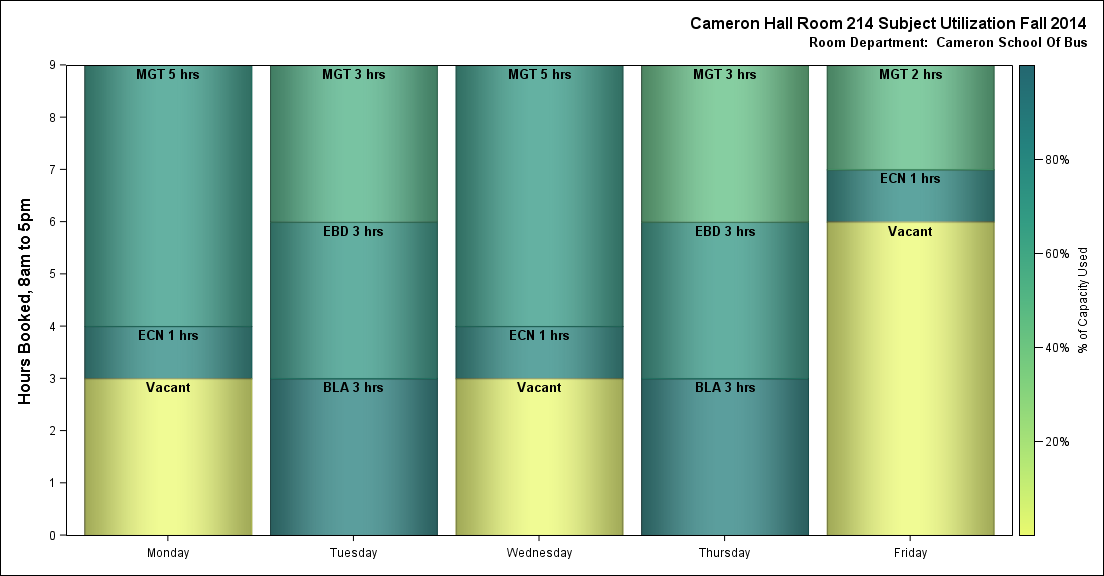 Cameron Hall Room 214 Subject Utilization Fall 2014
Room Department:  Cameron School Of Bus
Hours Booked, 8am to 5pm
9
8
7
6
5
4
3
2
1
0
MGT 5 hrs
ECN 1 hrs
Vacant
MGT 3 hrs
EBD 3 hrs
BLA 3 hrs
MGT 5 hrs
ECN 1 hrs
Vacant
MGT 3 hrs
EBD 3 hrs
BLA 3 hrs
MGT 2 hrs
ECN 1 hrs
Vacant
Monday
Tuesday
Wednesday
Thursday
Friday
80%
60%
40%
20%
% of Capacity Used